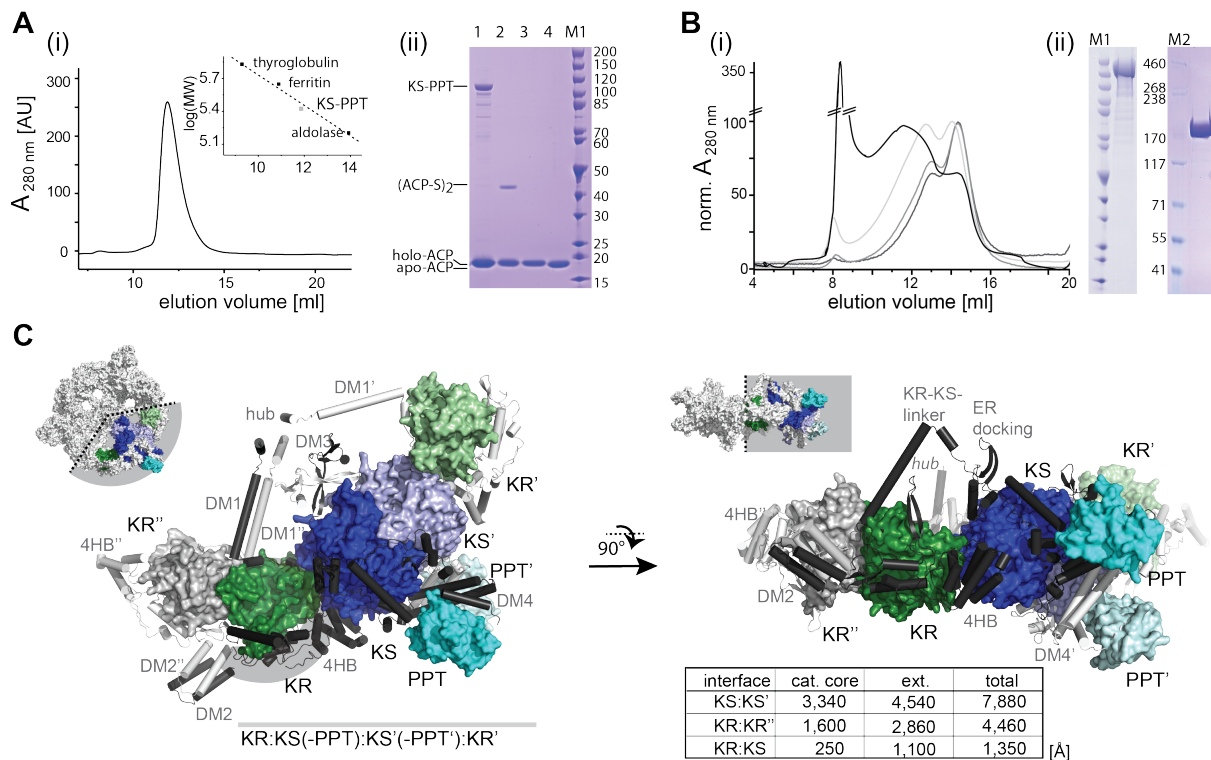 A
(i)
A 280 nm [AU]
300
200
100
0
10
15
20
elution volume [ml]
log(MW)
5.7
5.4
5.1
10
12
14
thyroglobulin
ferritin
KS-PPT
aldolase
(ii)
1 2 3 4 M1
KS-PPT
(ACP-S)2
holo-ACP
apo-ACP
200
150
120
100
85
70
60
50
40
30
25
20
15
B
(i)
norm. A 280 nm
350
100
50
0
4 8 12 16 20
elution volume [ml]
(ii)
M1
M2
460
268
238
170
117
71
55
41
C
DM1'
hub
DM3
KR'
DM1
DM1''
KR''
4HB''
KS'
PPT'
DM4
DM2''
4HB
KS
KR
PPT
DM2
KR:KS(-PPT):KS'(-PPT'):KR'
90°
KR-KS-
linker
ER
docking
hub
KS
KR'
4HB''
DM2
PPT
KR''
KR
4HB
DM4'
PPT'
interface cat. core ext. total
KS:KS' 3,340 4,540 7,880
KR:KR'' 1,600 2,860 4,460
KR:KS 250 1,100 1,350 [Å]